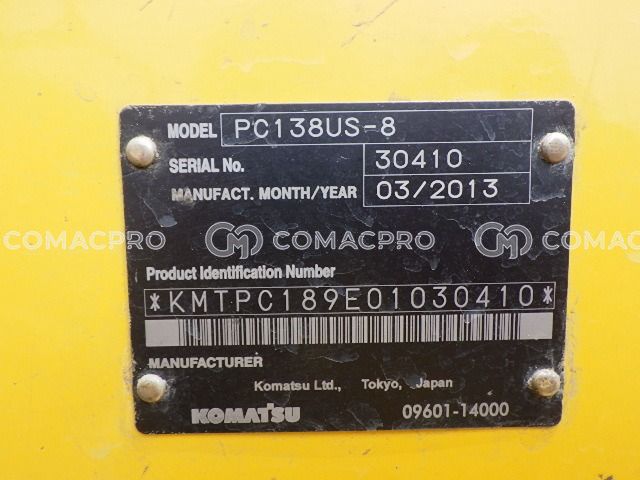 MODEL PC138US-8
SERIAL No. 30410
MANUFACT. MONTH/YEAR 03/2013
COMACPRO COMACPRO COMACPRO
Product Identification Number
*KMTPC189E01030410*
MANUFACTURER
Komatsu Ltd., Tokyo, Japan
KOMATSU 09601-14000